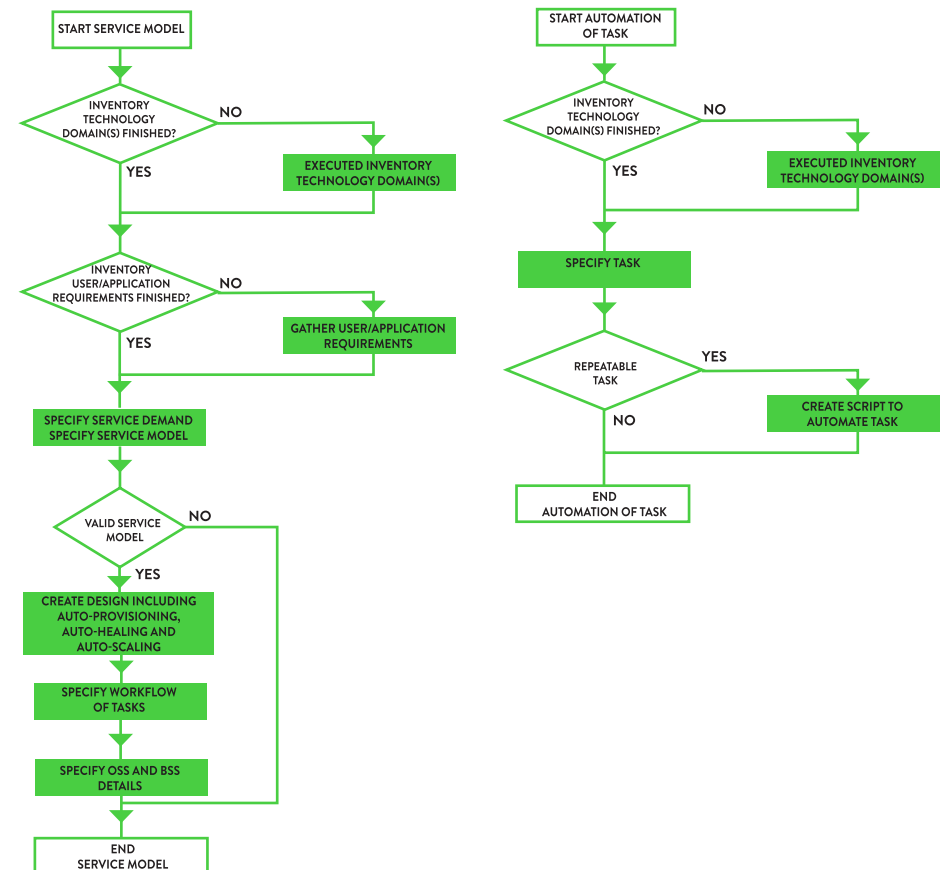 START SERVICE MODEL
INVENTORY
TECHNOLOGY
DOMAIN(S) FINISHED?
NO
YES
EXECUTED INVENTORY
TECHNOLOGY DOMAIN(S)
INVENTORY
USER/APPLICATION
REQUIREMENTS FINISHED?
NO
YES
GATHER USER/APPLICATION
REQUIREMENTS
SPECIFY SERVICE DEMAND
SPECIFY SERVICE MODEL
VALID SERVICE
MODEL
NO
YES
CREATE DESIGN INCLUDING
AUTO-PROVISIONING,
AUTO-HEALING AND
AUTO-SCALING
SPECIFY WORKFLOW
OF TASKS
SPECIFY OSS AND BSS
DETAILS
END
SERVICE MODEL
START AUTOMATION
OF TASK
INVENTORY
TECHNOLOGY
DOMAIN(S) FINISHED?
NO
YES
EXECUTED INVENTORY
TECHNOLOGY DOMAIN(S)
SPECIFY TASK
REPEATABLE
TASK
YES
NO
CREATE SCRIPT TO
AUTOMATE TASK
END
AUTOMATION OF TASK